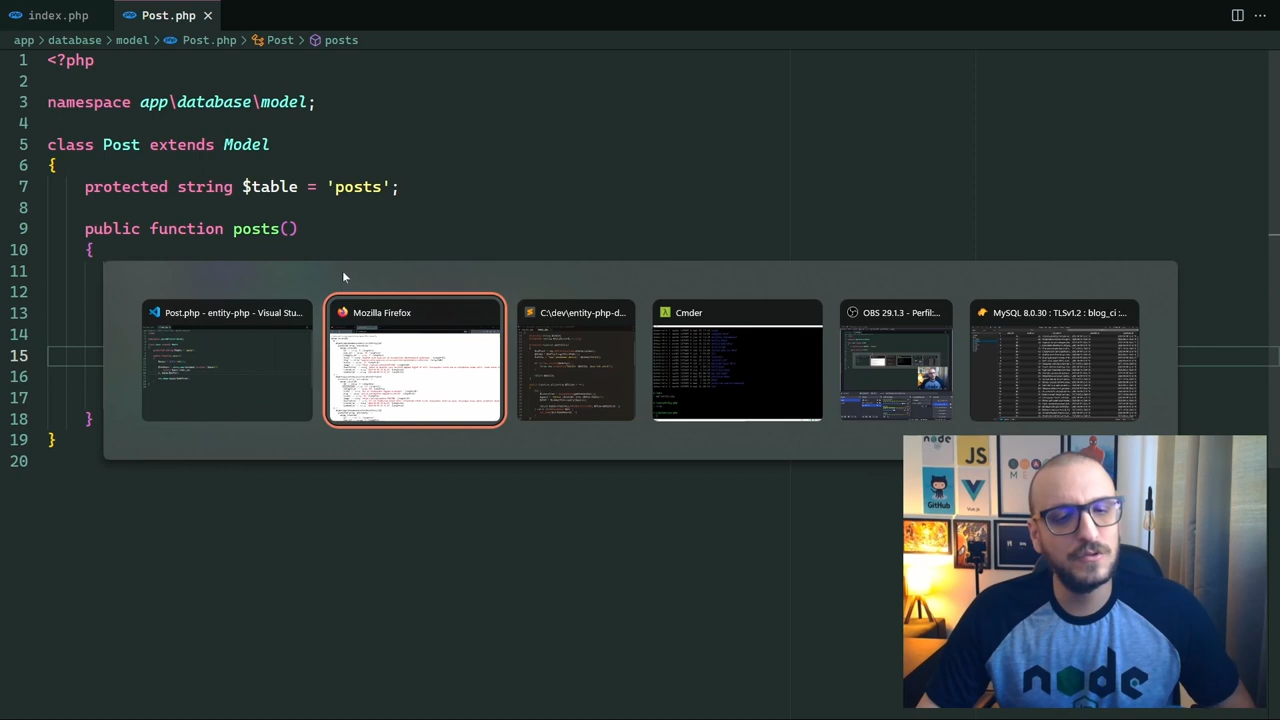 index.php
Post.php
app > database > model > Post.php > Post > posts
1 <?php
2
3 namespace app\database\model;
4
5 class Post extends Model
6 {
7 protected string $table = 'posts';
8
9 public function posts()
10 {
11
12
13
14
15
16
17
18 }
19 }
20
Post.php - entity-php - Visual Stu...
Mozilla Firefox
C:\dev\entity-php-d...
Cmder
OBS 29.1.3 - Perfil:...
MySQL 8.0.30 : TLSv1.2 : blog_ci : ...
node
JS
GitHub
Vue.js
node